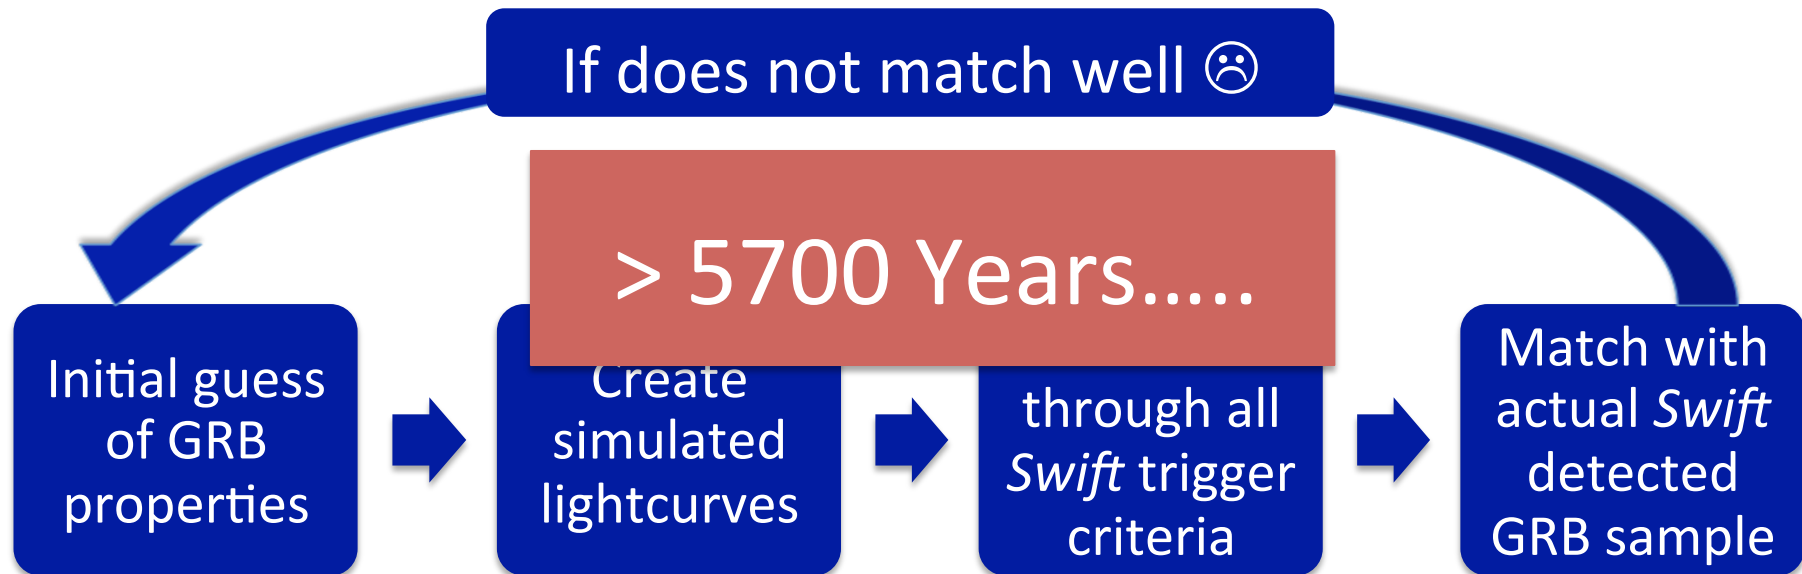 If does not match well ☹
> 5700 Years…..
Initial guess
of GRB
properties
Create
simulated
lightcurves
through all
Swift trigger
criteria
Match with
actual Swift
detected
GRB sample